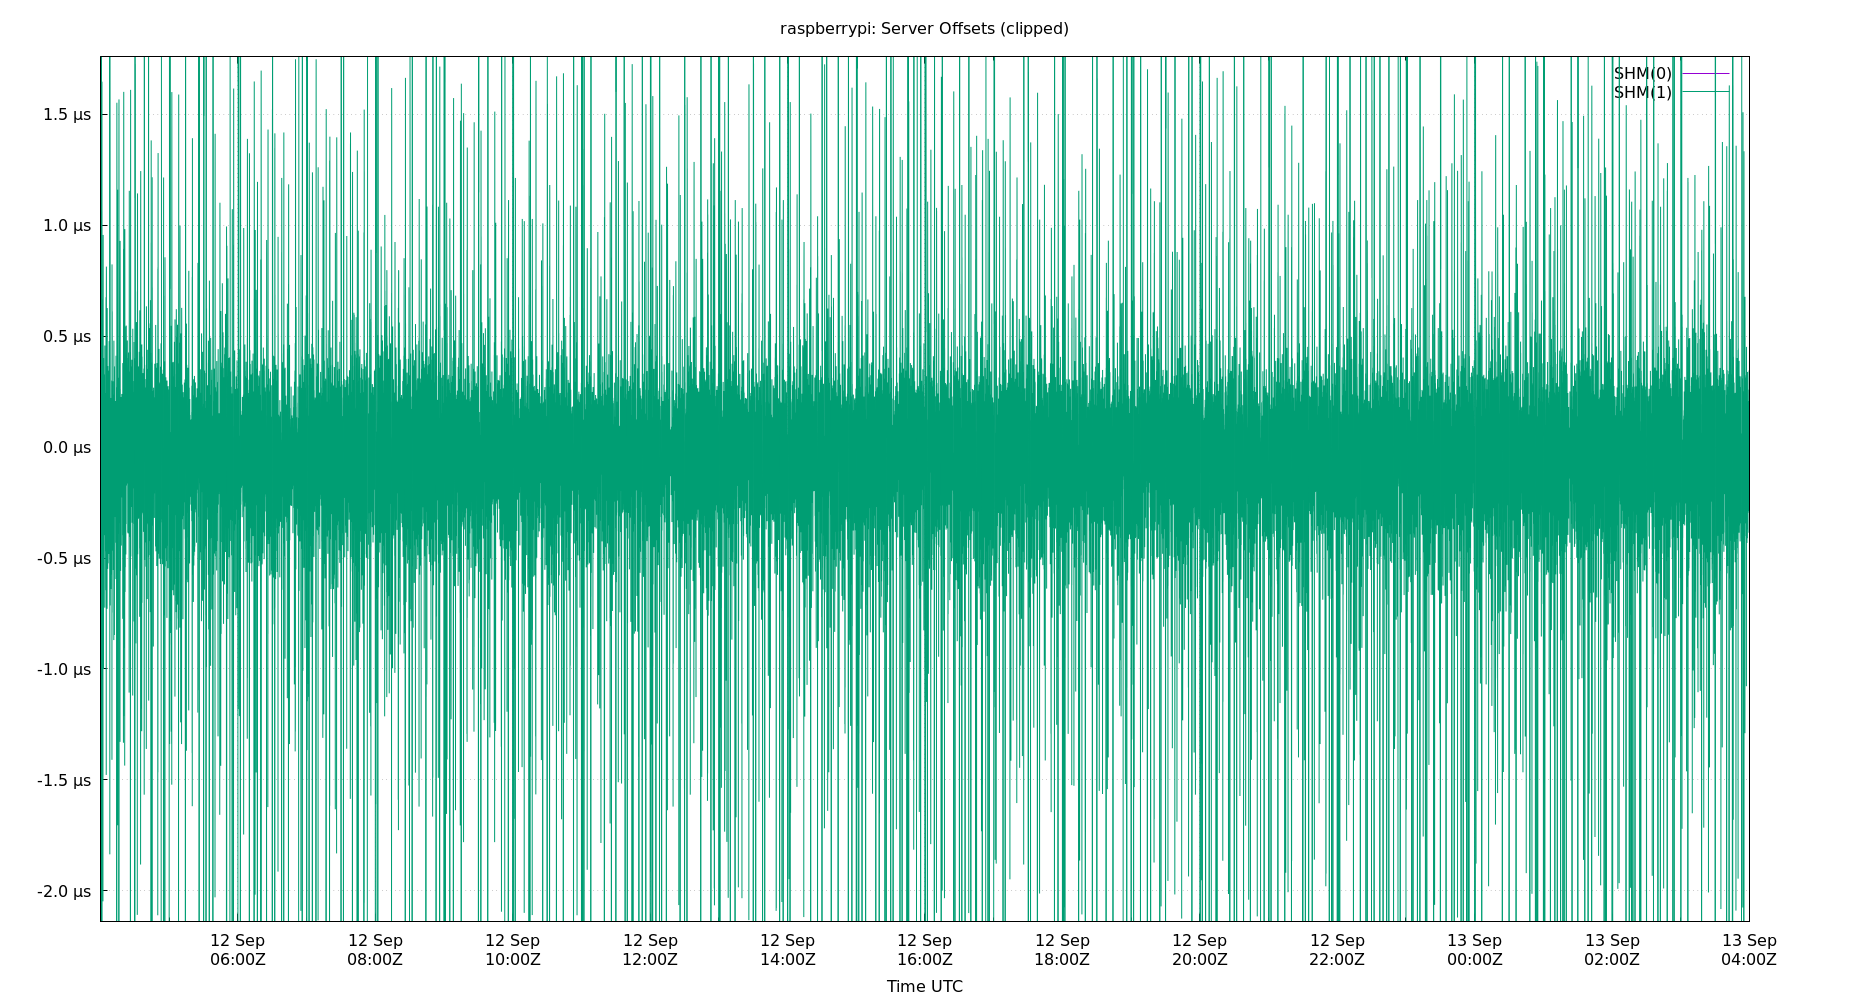 raspberrypi: Server Offsets (clipped)
SHM(0)
SHM(1)
1.5 µs
1.0 µs
0.5 µs
0.0 µs
-0.5 µs
-1.0 µs
-1.5 µs
-2.0 µs
12 Sep 12 Sep 12 Sep 12 Sep 12 Sep 12 Sep 12 Sep 12 Sep 12 Sep 13 Sep 13 Sep 13 Sep
06:00Z 08:00Z 10:00Z 12:00Z 14:00Z 16:00Z 18:00Z 20:00Z 22:00Z 00:00Z 02:00Z 04:00Z
Time UTC